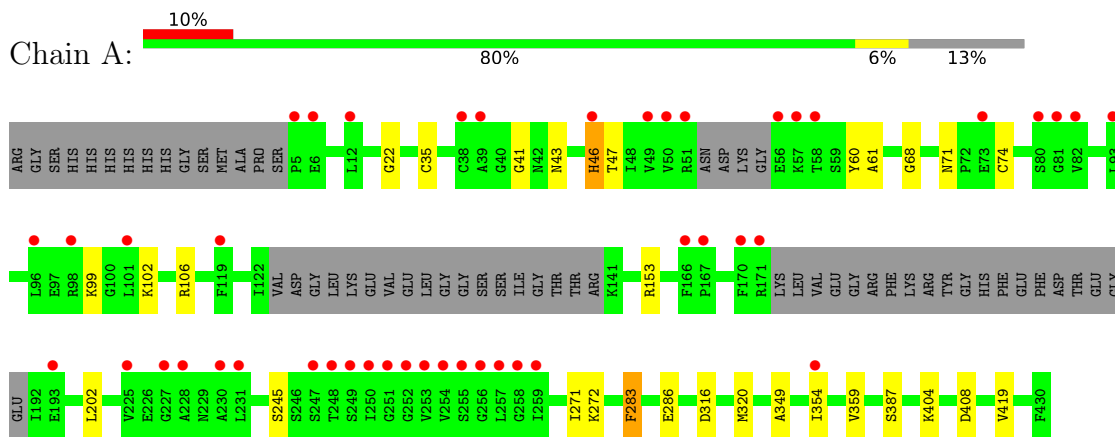 10%
Chain A:
80% 6% 13%
ARG GLY SER HIS HIS HIS HIS HIS HIS GLY SER MET ALA PRO SER P5 E6 L12 G22 C35 C38 A39 G40 G41 N42 N43 H46 T47 I48 V49 V50 R51 ASN ASP LYS GLY E56 K57 T58 S59 Y60 A61 G68 N71 P72 E73 C74 S80 G81 V82 L93
L96 E97 R98 K99 G100 L101 K102 R106 F119 I122 VAL ASP GLY LEU LYS GLU VAL GLU LEU GLY GLY SER SER ILE GLY THR THR ARG K141 R153 F166 P167 F170 R171 LYS LEU VAL GLU GLY ARG PHE LYS ARG TYR GLY HIS PHE GLU PHE ASP THR GLU GLY
GLU I192 E193 L202 V225 E226 G227 A228 N229 A230 L231 S245 S246 S247 T248 S249 I250 G251 G252 V253 V254 S255 G256 L257 G258 I259 I271 K272 F283 E286 D316 M320 A349 I354 V359 S387 K404 D408 V419 F430